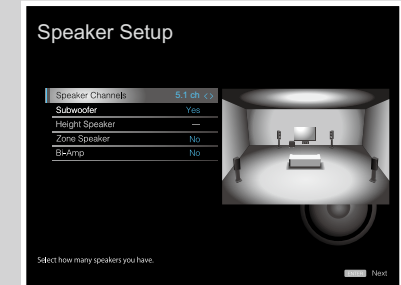 Speaker Setup
Speaker Channels 5.1 ch <>
Subwoofer Yes
Height Speaker ---
Zone Speaker No
Bi-Amp No
Select how many speakers you have.
ENTER Next